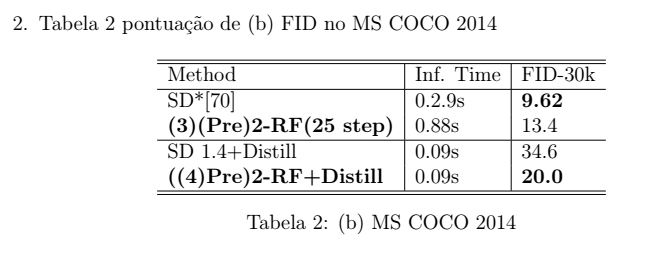 2. Tabela 2 pontuação de (b) FID no MS COCO 2014
Method Inf. Time FID-30k
SD*[70] 0.2.9s 9.62
(3)(Pre)2-RF(25 step) 0.88s 13.4
SD 1.4+Distill 0.09s 34.6
((4)Pre)2-RF+Distill 0.09s 20.0
Tabela 2: (b) MS COCO 2014